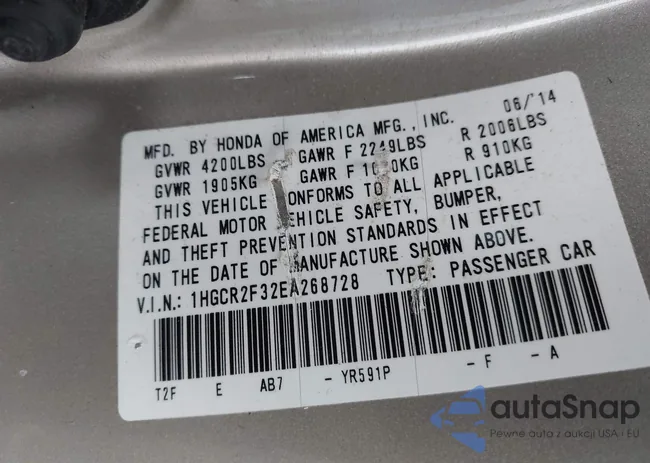 MFD. BY HONDA OF AMERICA MFG., INC. 06/'14
GVWR 4200LBS GAWR F 2249LBS R 2006LBS
GVWR 1905KG GAWR F 1020KG R 910KG
THIS VEHICLE CONFORMS TO ALL APPLICABLE
FEDERAL MOTOR VEHICLE SAFETY, BUMPER,
AND THEFT PREVENTION STANDARDS IN EFFECT
ON THE DATE OF MANUFACTURE SHOWN ABOVE.
V.I.N.: 1HGCR2F32EA268728 TYPE: PASSENGER CAR
T2F E AB7 - YR591P - F - A
autaSnap
Pewne auta z aukcji USA i EU